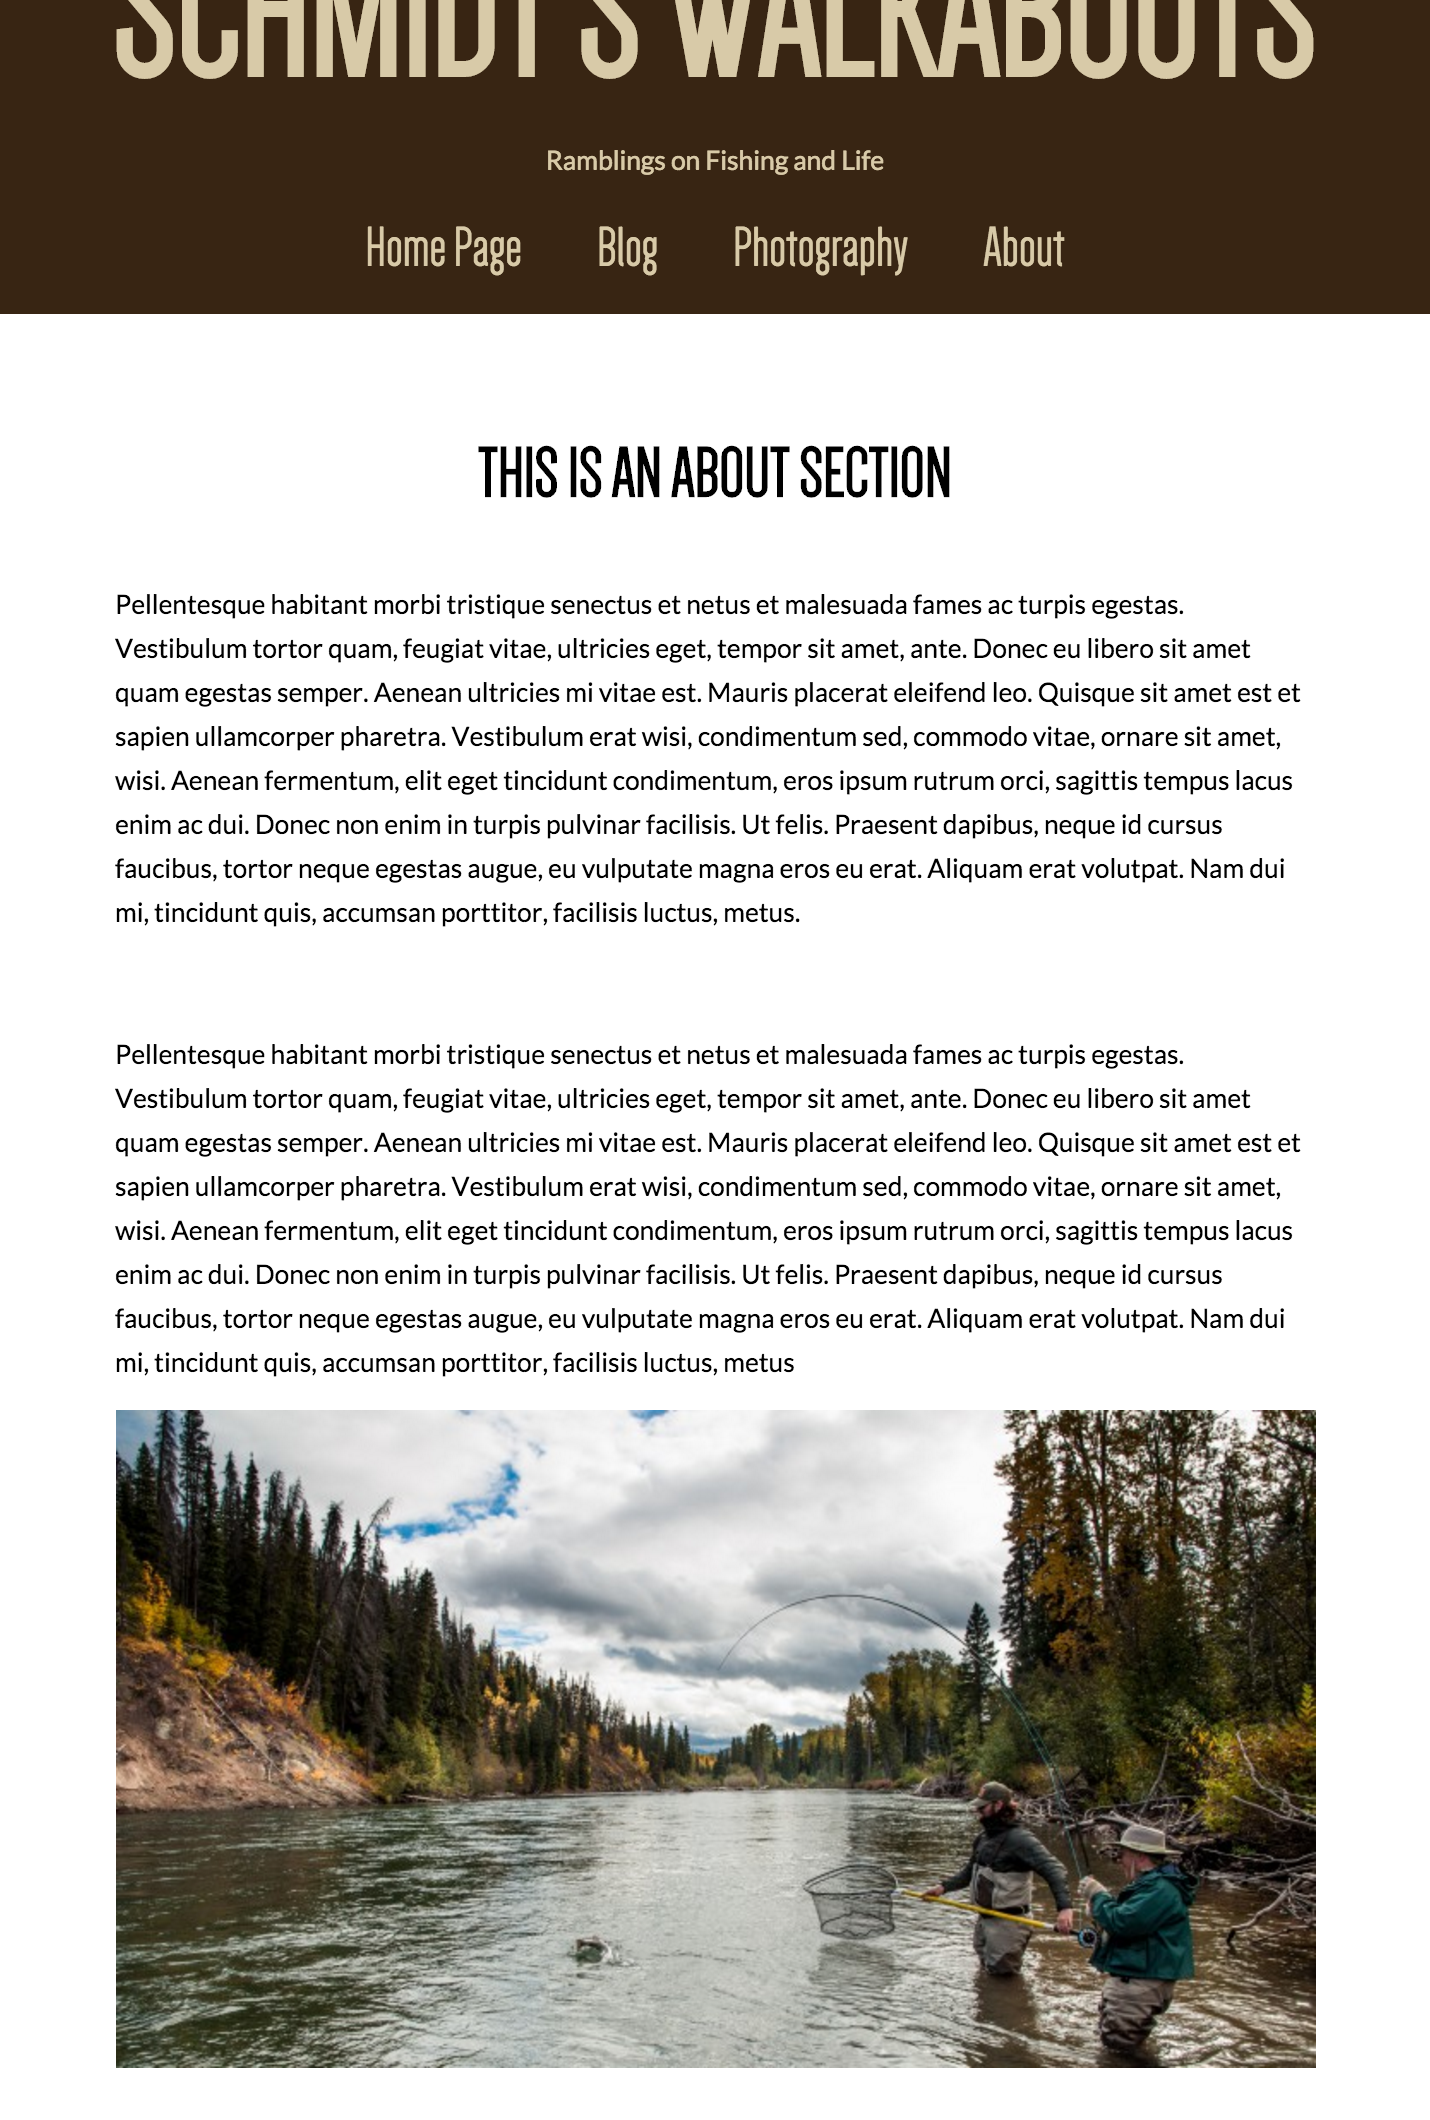 SCHMIDT'S WALKABOUTS
Ramblings on Fishing and Life
Home Page Blog Photography About
THIS IS AN ABOUT SECTION
Pellentesque habitant morbi tristique senectus et netus et malesuada fames ac turpis egestas.
Vestibulum tortor quam, feugiat vitae, ultricies eget, tempor sit amet, ante. Donec eu libero sit amet
quam egestas semper. Aenean ultricies mi vitae est. Mauris placerat eleifend leo. Quisque sit amet est et
sapien ullamcorper pharetra. Vestibulum erat wisi, condimentum sed, commodo vitae, ornare sit amet,
wisi. Aenean fermentum, elit eget tincidunt condimentum, eros ipsum rutrum orci, sagittis tempus lacus
enim ac dui. Donec non enim in turpis pulvinar facilisis. Ut felis. Praesent dapibus, neque id cursus
faucibus, tortor neque egestas augue, eu vulputate magna eros eu erat. Aliquam erat volutpat. Nam dui
mi, tincidunt quis, accumsan porttitor, facilisis luctus, metus.
Pellentesque habitant morbi tristique senectus et netus et malesuada fames ac turpis egestas.
Vestibulum tortor quam, feugiat vitae, ultricies eget, tempor sit amet, ante. Donec eu libero sit amet
quam egestas semper. Aenean ultricies mi vitae est. Mauris placerat eleifend leo. Quisque sit amet est et
sapien ullamcorper pharetra. Vestibulum erat wisi, condimentum sed, commodo vitae, ornare sit amet,
wisi. Aenean fermentum, elit eget tincidunt condimentum, eros ipsum rutrum orci, sagittis tempus lacus
enim ac dui. Donec non enim in turpis pulvinar facilisis. Ut felis. Praesent dapibus, neque id cursus
faucibus, tortor neque egestas augue, eu vulputate magna eros eu erat. Aliquam erat volutpat. Nam dui
mi, tincidunt quis, accumsan porttitor, facilisis luctus, metus